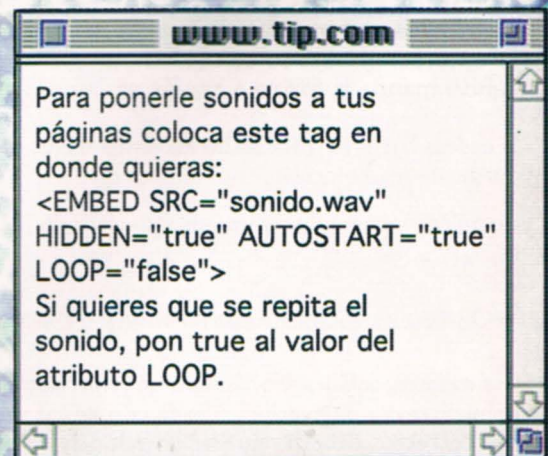 www.tip.com
Para ponerle sonidos a tus
páginas coloca este tag en
donde quieras:
<EMBED SRC="sonido.wav"
HIDDEN="true" AUTOSTART="true"
LOOP="false">
Si quieres que se repita el
sonido, pon true al valor del
atributo LOOP.